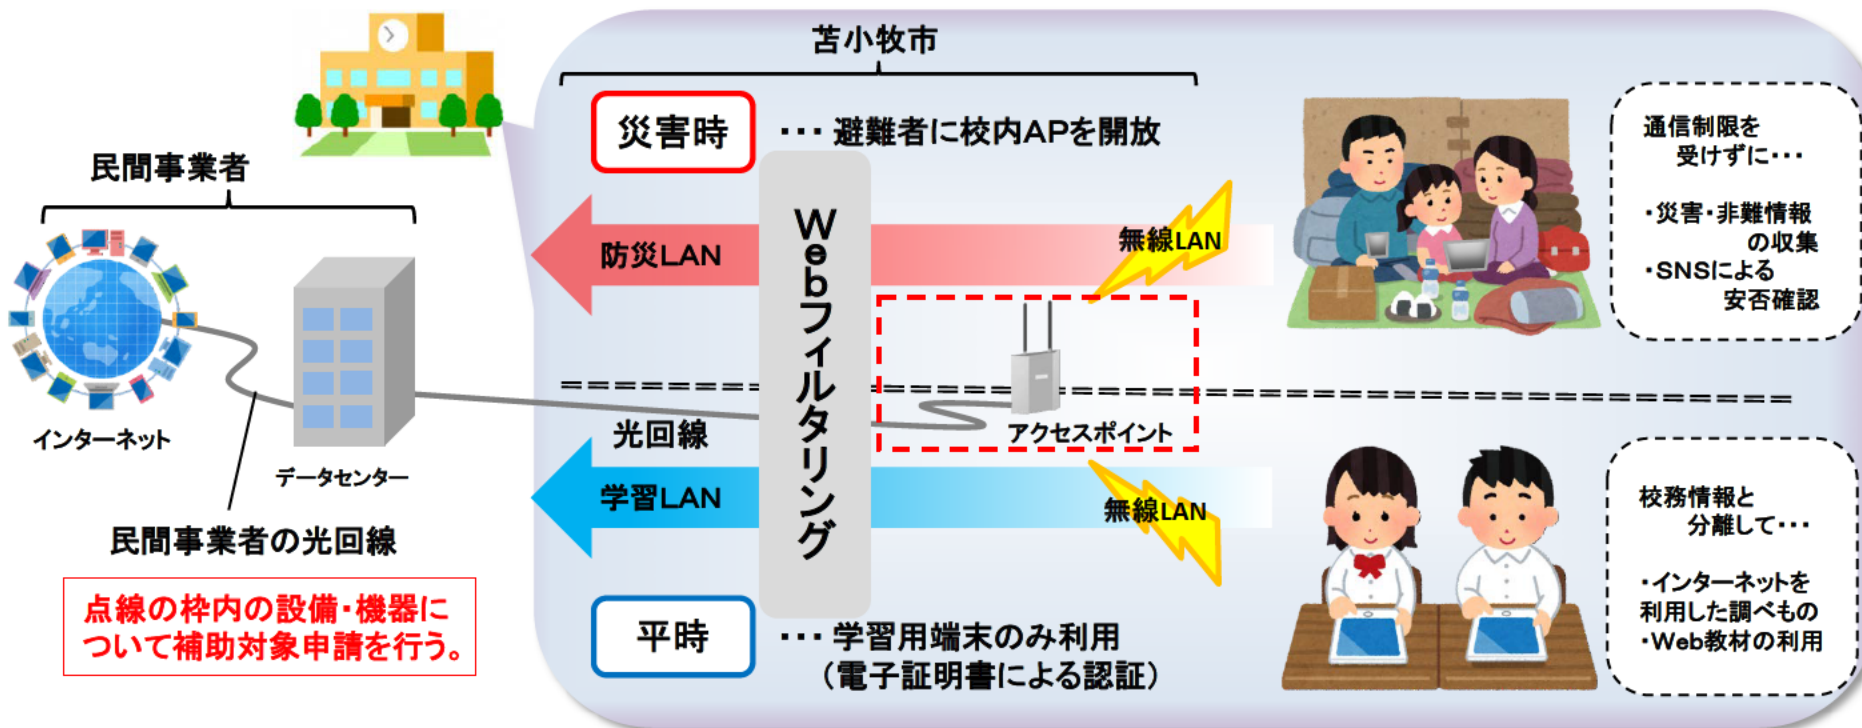 苫小牧市
災害時
･･･ 避難者に校内APを開放
民間事業者
インターネット
データセンター
民間事業者の光回線
点線の枠内の設備・機器に
ついて補助対象申請を行う。
防災LAN
無線LAN
Webフィルタリング
光回線
アクセスポイント
学習LAN
無線LAN
平時
･･･ 学習用端末のみ利用
（電子証明書による認証）
通信制限を
受けずに･･･
・災害・非難情報
の収集
・SNSによる
安否確認
校務情報と
分離して･･･
・インターネットを
利用した調べもの
・Web教材の利用